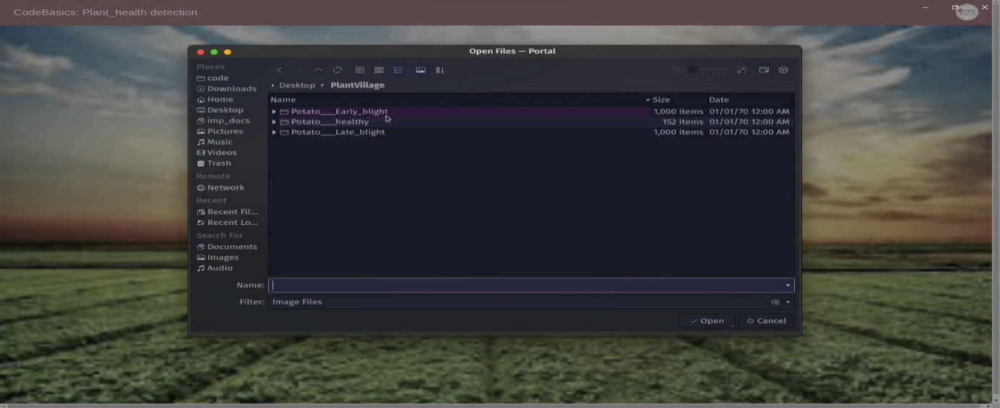 CodeBasics: Plant_health detection
CODE
Open Files — Portal
Places
code
Downloads
Home
Desktop
imp_docs
Pictures
Music
Videos
Trash
Remote
Network
Recent
Recent Fil...
Recent Lo...
Search For
Documents
Images
Audio
Desktop PlantVillage
Name Size Date
Potato___Early_blight 1,000 items 01/01/70 12:00 AM
Potato___healthy 152 items 01/01/70 12:00 AM
Potato___Late_blight 1,000 items 01/01/70 12:00 AM
Name:
Filter: Image Files
Open Cancel